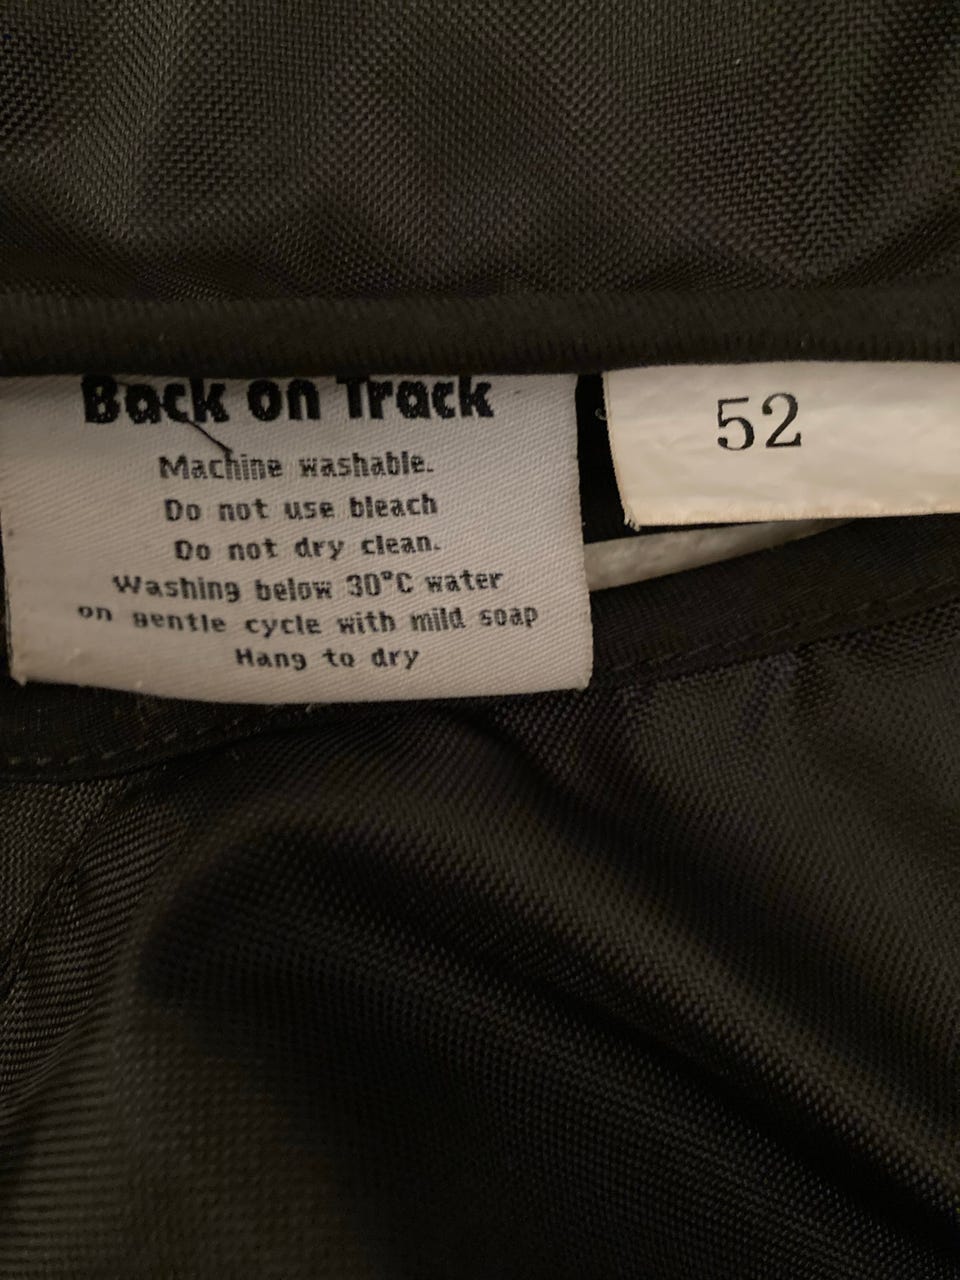 Back on Track
Machine washable.
Do not use bleach
Do not dry clean.
Washing below 30°C water
on gentle cycle with mild soap
Hang to dry
52